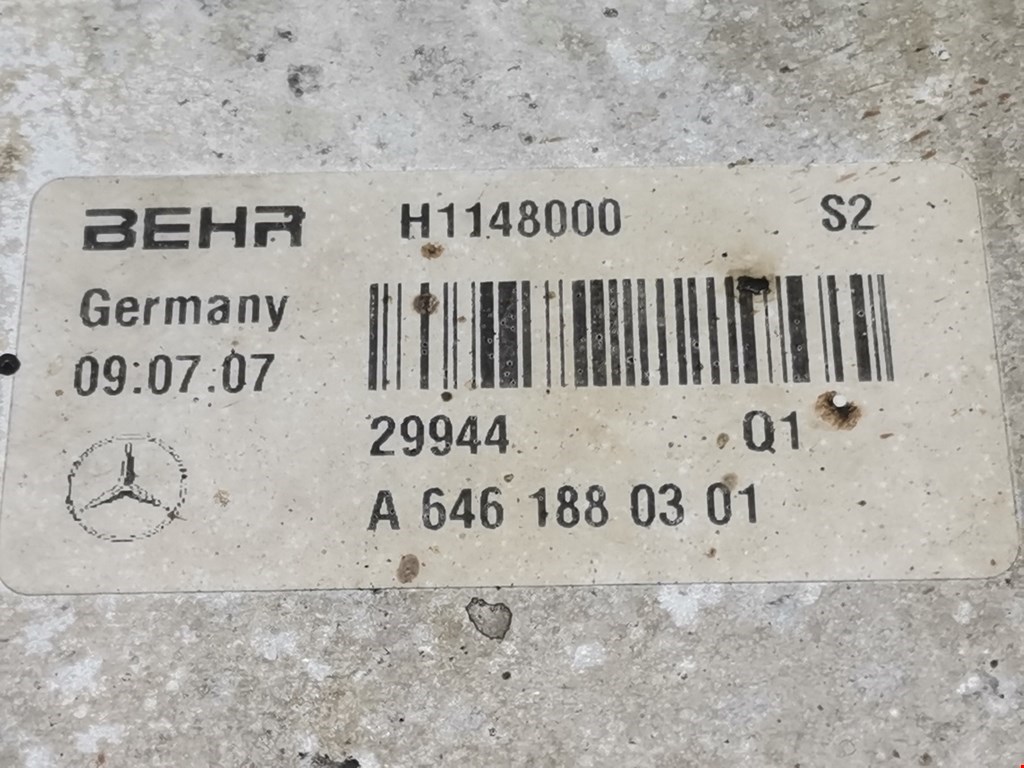 BEHR H1148000 S2
Germany
09.07.07
29944 Q1
A 646 188 03 01